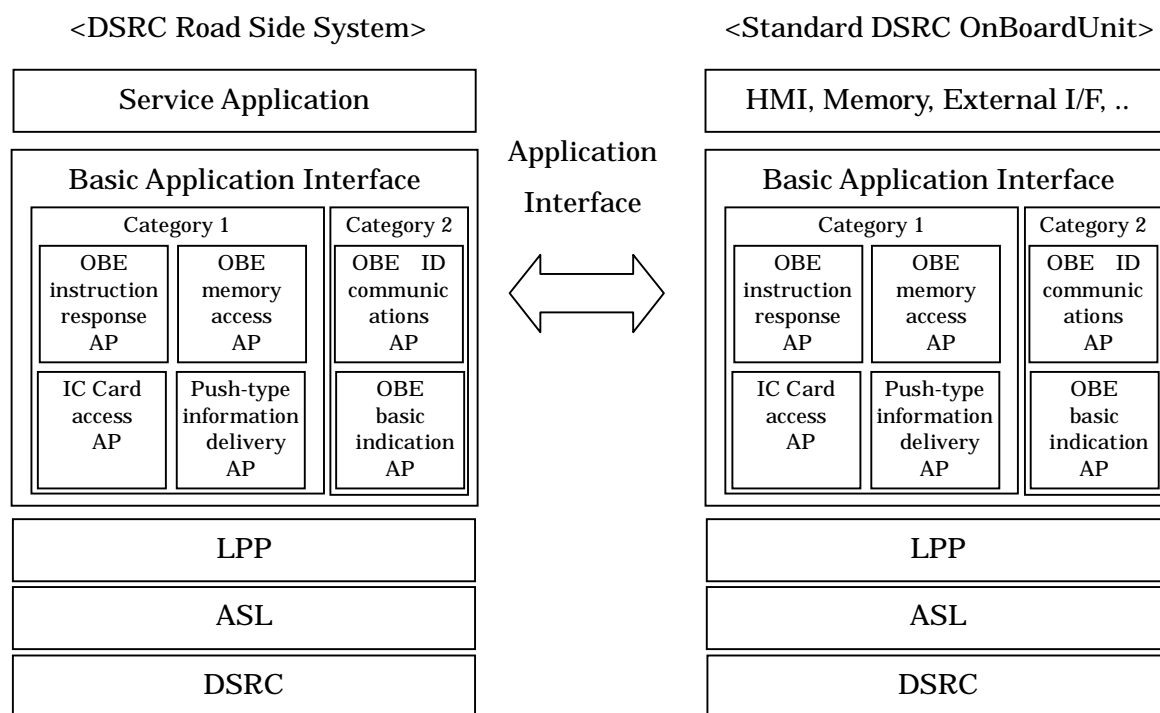 <DSRC Road Side System>
Service Application
Basic Application Interface
Category 1
OBE
instruction
response
AP
OBE
memory
access
AP
IC Card
access
AP
Push-type
information
delivery
AP
Category 2
OBE ID
communic
ations
AP
OBE
basic
indication
AP
LPP
ASL
DSRC
Application
Interface
<Standard DSRC OnBoardUnit>
HMI, Memory, External I/F, ..
Basic Application Interface
Category 1
OBE
instruction
response
AP
OBE
memory
access
AP
IC Card
access
AP
Push-type
information
delivery
AP
Category 2
OBE ID
communic
ations
AP
OBE
basic
indication
AP
LPP
ASL
DSRC